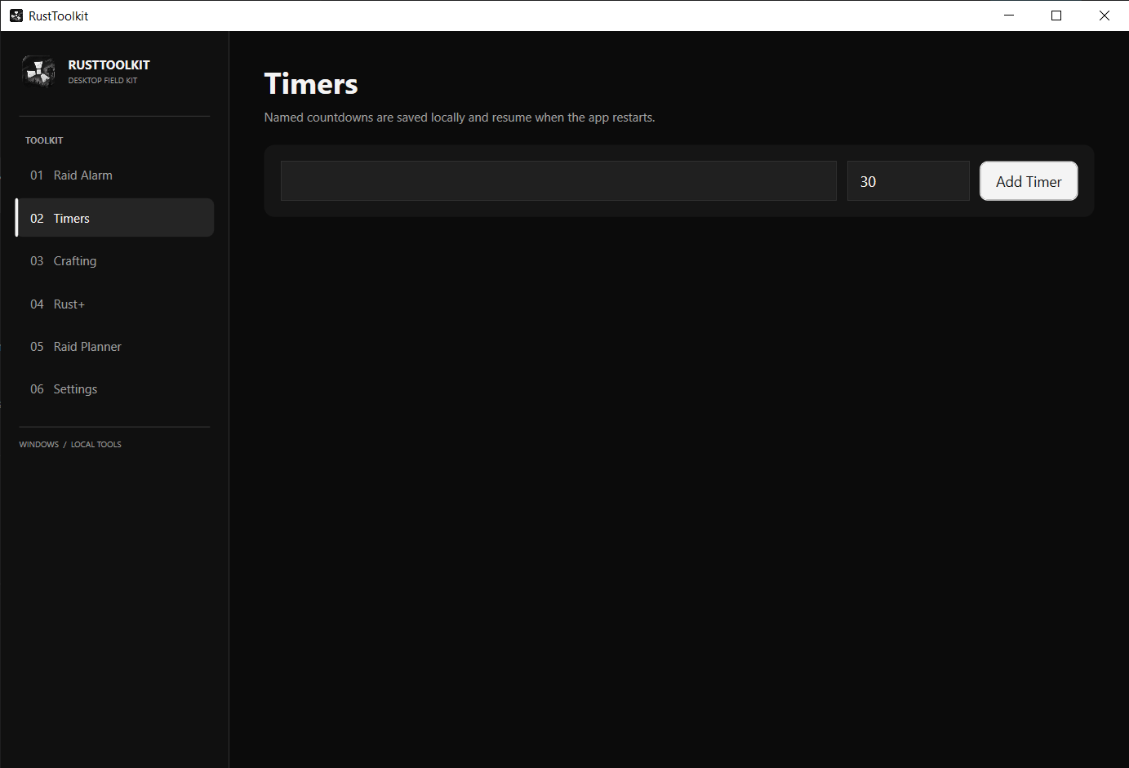 RustToolkit
RUSTTOOLKIT
DESKTOP FIELD KIT
TOOLKIT
01 Raid Alarm
02 Timers
03 Crafting
04 Rust+
05 Raid Planner
06 Settings
WINDOWS / LOCAL TOOLS
Timers
Named countdowns are saved locally and resume when the app restarts.
30
Add Timer